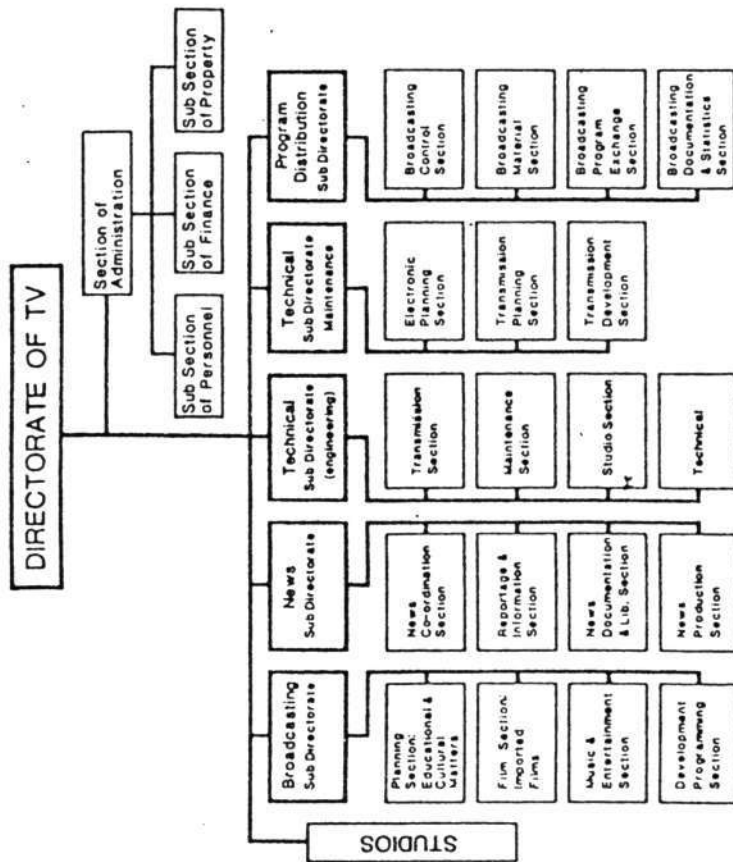 DIRECTORATE OF TV
Section of
Administration
Sub Section
of Personnel
Sub Section
of Finance
Sub Section
of Property
STUDIOS
Broadcasting
Sub Directorate
Planning
Section:
Educational &
Cultural
Matters
Film Section:
Imported
Films
Music &
Entertainment
Section
Development
Programming
Section
News
Sub Directorate
News
Co-ordination
Section
Reportage &
Information
Section
News
Documentation
& Lib. Section
News
Production
Section
Technical
Sub Directorate
(engineering)
Transmission
Section
Maintenance
Section
Studio Section
Technical
Technical
Sub Directorate
Maintenance
Electronic
Planning
Section
Transmission
Planning
Section
Transmission
Development
Section
Program
Distribution
Sub Directorate
Broadcasting
Control
Section
Broadcasting
Material
Section
Broadcasting
Program
Exchange
Section
Broadcasting
Documentation
& Statistics
Section